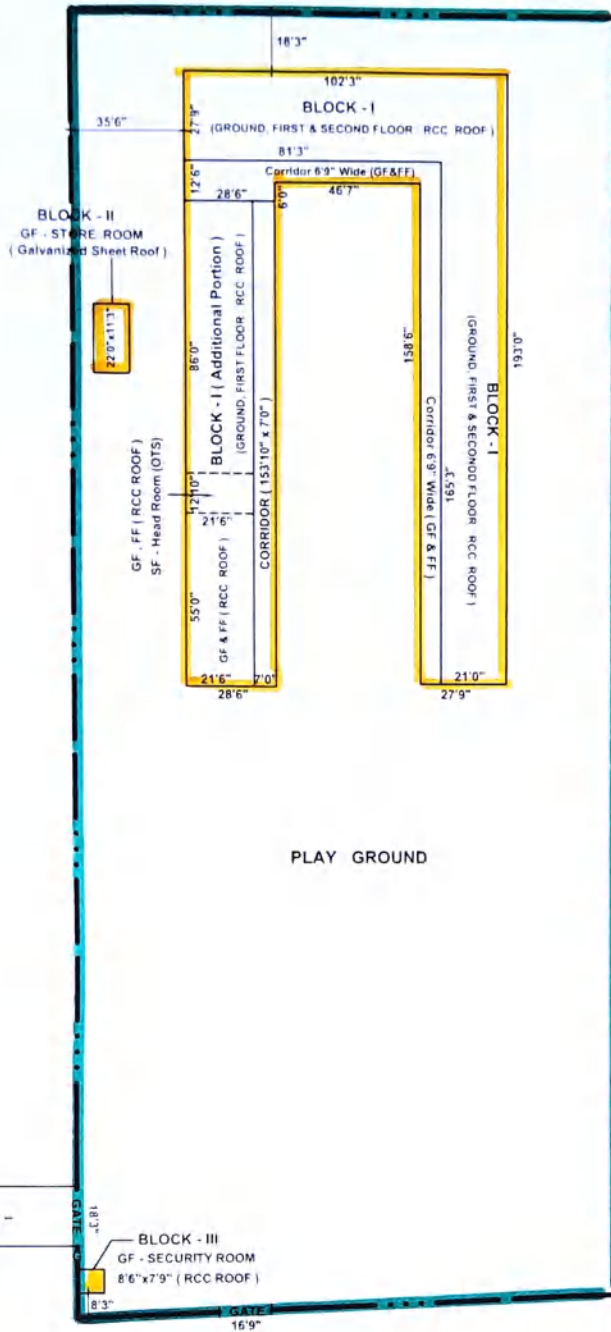 18'3"
102'3"
BLOCK - I
(GROUND, FIRST & SECOND FLOOR RCC ROOF)
35'6"
27'9"
81'3"
Corridor 6'9" Wide (GF&FF)
12'6"
28'6"
6'0"
46'7"
BLOCK - II
GF - STORE ROOM
( Galvanized Sheet Roof )
22'0"x11'3"
86'0"
BLOCK - I ( Additional Portion )
(GROUND, FIRST FLOOR RCC ROOF)
158'6"
193'0"
BLOCK - I
(GROUND, FIRST & SECONOD FLOOR RCC ROOF)
165'3"
Corridor 6'9" Wide ( GF & FF )
CORRIDOR ( 153'10" x 7'0")
GF, FF ( RCC ROOF )
SF - Head Room (OTS)
12'10"
21'6"
55'0"
GF & FF ( RCC ROOF )
21'6"
7'0"
28'6"
21'0"
27'9"
PLAY GROUND
GATE
18'3"
BLOCK - III
GF - SECURITY ROOM
8'6"x7'9" ( RCC ROOF )
8'3"
GATE
16'9"